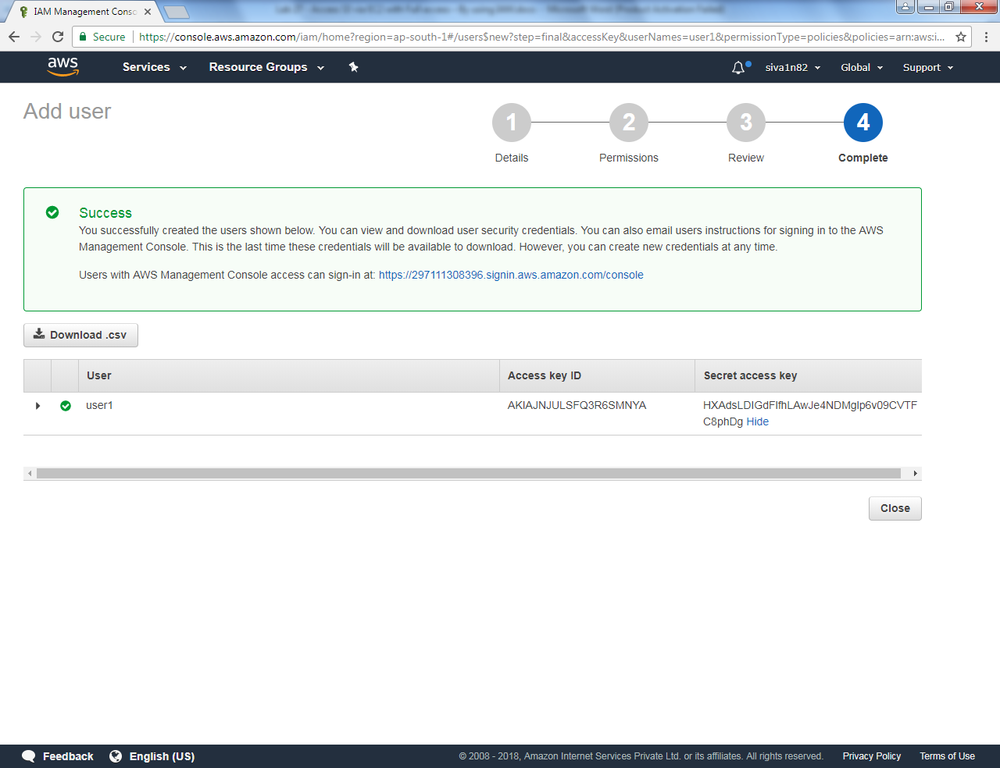 IAM Management Consc
Secure
https://console.aws.amazon.com/iam/home?region=ap-south-1#/users$new?step=final&accessKey&userNames=user1&permissionType=policies&policies=arn:aws:i...
aws
Services
Resource Groups
siva1n82
Global
Support
Add user
1
2
3
4
Details
Permissions
Review
Complete
Success
You successfully created the users shown below. You can view and download user security credentials. You can also email users instructions for signing in to the AWS
Management Console. This is the last time these credentials will be available to download. However, you can create new credentials at any time.
Users with AWS Management Console access can sign-in at: https://297111308396.signin.aws.amazon.com/console
Download .csv
User
Access key ID
Secret access key
user1
AKIAJNJULSFQ3R6SMNYA
C8phDg Hide
Close
Feedback
English (US)
© 2008 - 2018, Amazon Internet Services Private Ltd. or its affiliates. All rights reserved.
Privacy Policy
Terms of Use